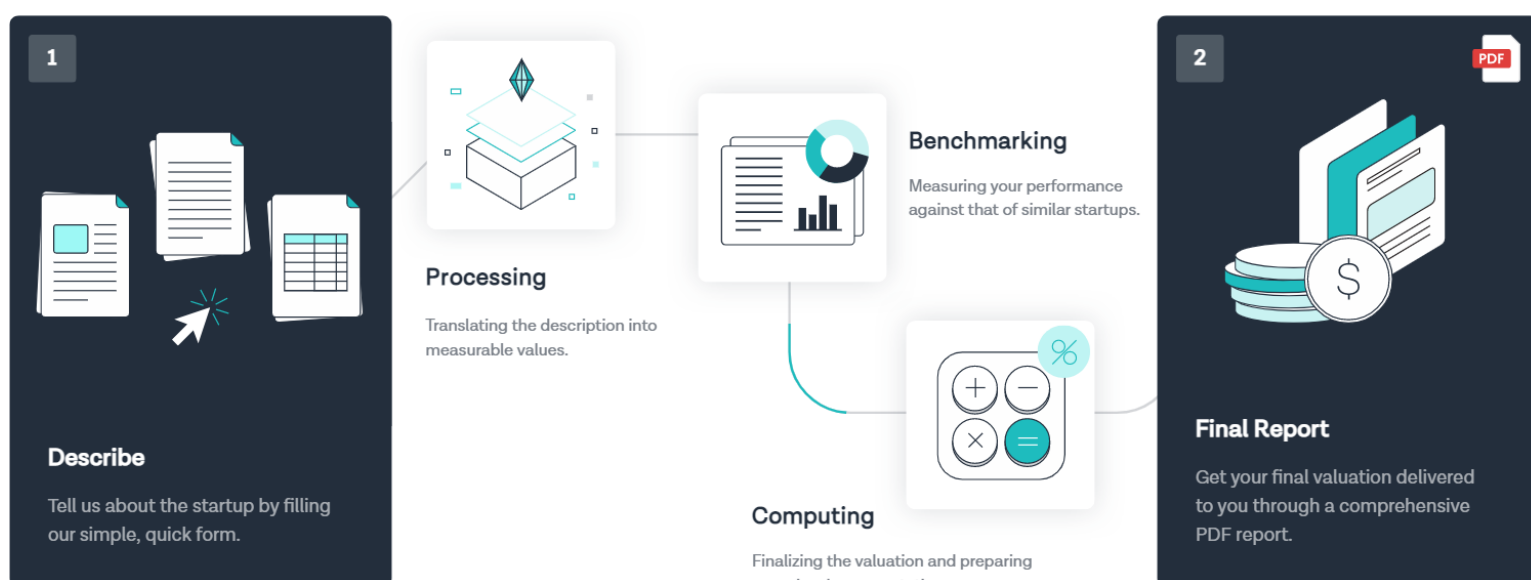 1
Describe
Tell us about the startup by filling
our simple, quick form.
Processing
Translating the description into
measurable values.
Benchmarking
Measuring your performance
against that of similar startups.
%
+
−
×
=
Computing
Finalizing the valuation and preparing
2
PDF
$
Final Report
Get your final valuation delivered
to you through a comprehensive
PDF report.